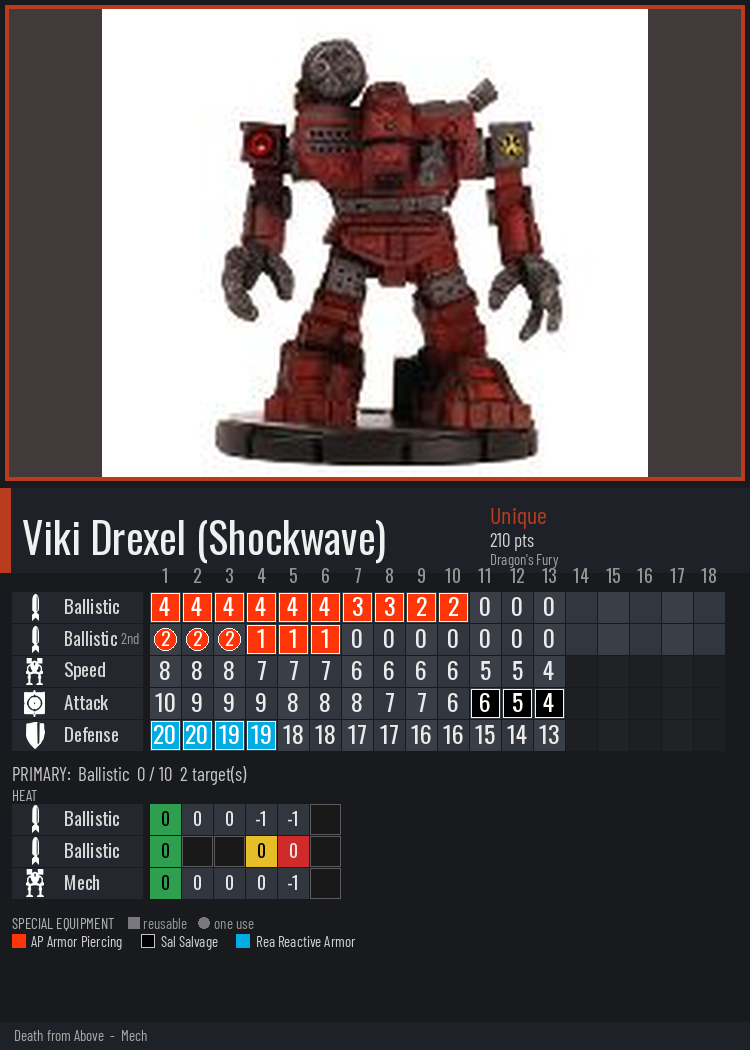 Viki Drexel (Shockwave)
Unique
210 pts
Dragon's Fury
1 2 3 4 5 6 7 8 9 10 11 12 13 14 15 16 17 18
Ballistic 4 4 4 4 4 4 3 3 2 2 0 0 0
Ballistic 2nd 2 2 2 1 1 1 0 0 0 0 0 0 0
Speed 8 8 8 7 7 7 6 6 6 6 5 5 4
Attack 10 9 9 9 8 8 8 7 7 6 6 5 4
Defense 20 20 19 19 18 18 17 17 16 16 15 14 13
PRIMARY: Ballistic 0 / 10 2 target(s)
HEAT
Ballistic 0 0 0 -1 -1
Ballistic 0 0 0
Mech 0 0 0 0 -1
SPECIAL EQUIPMENT reusable one use
AP Armor Piercing Sal Salvage Rea Reactive Armor
Death from Above - Mech